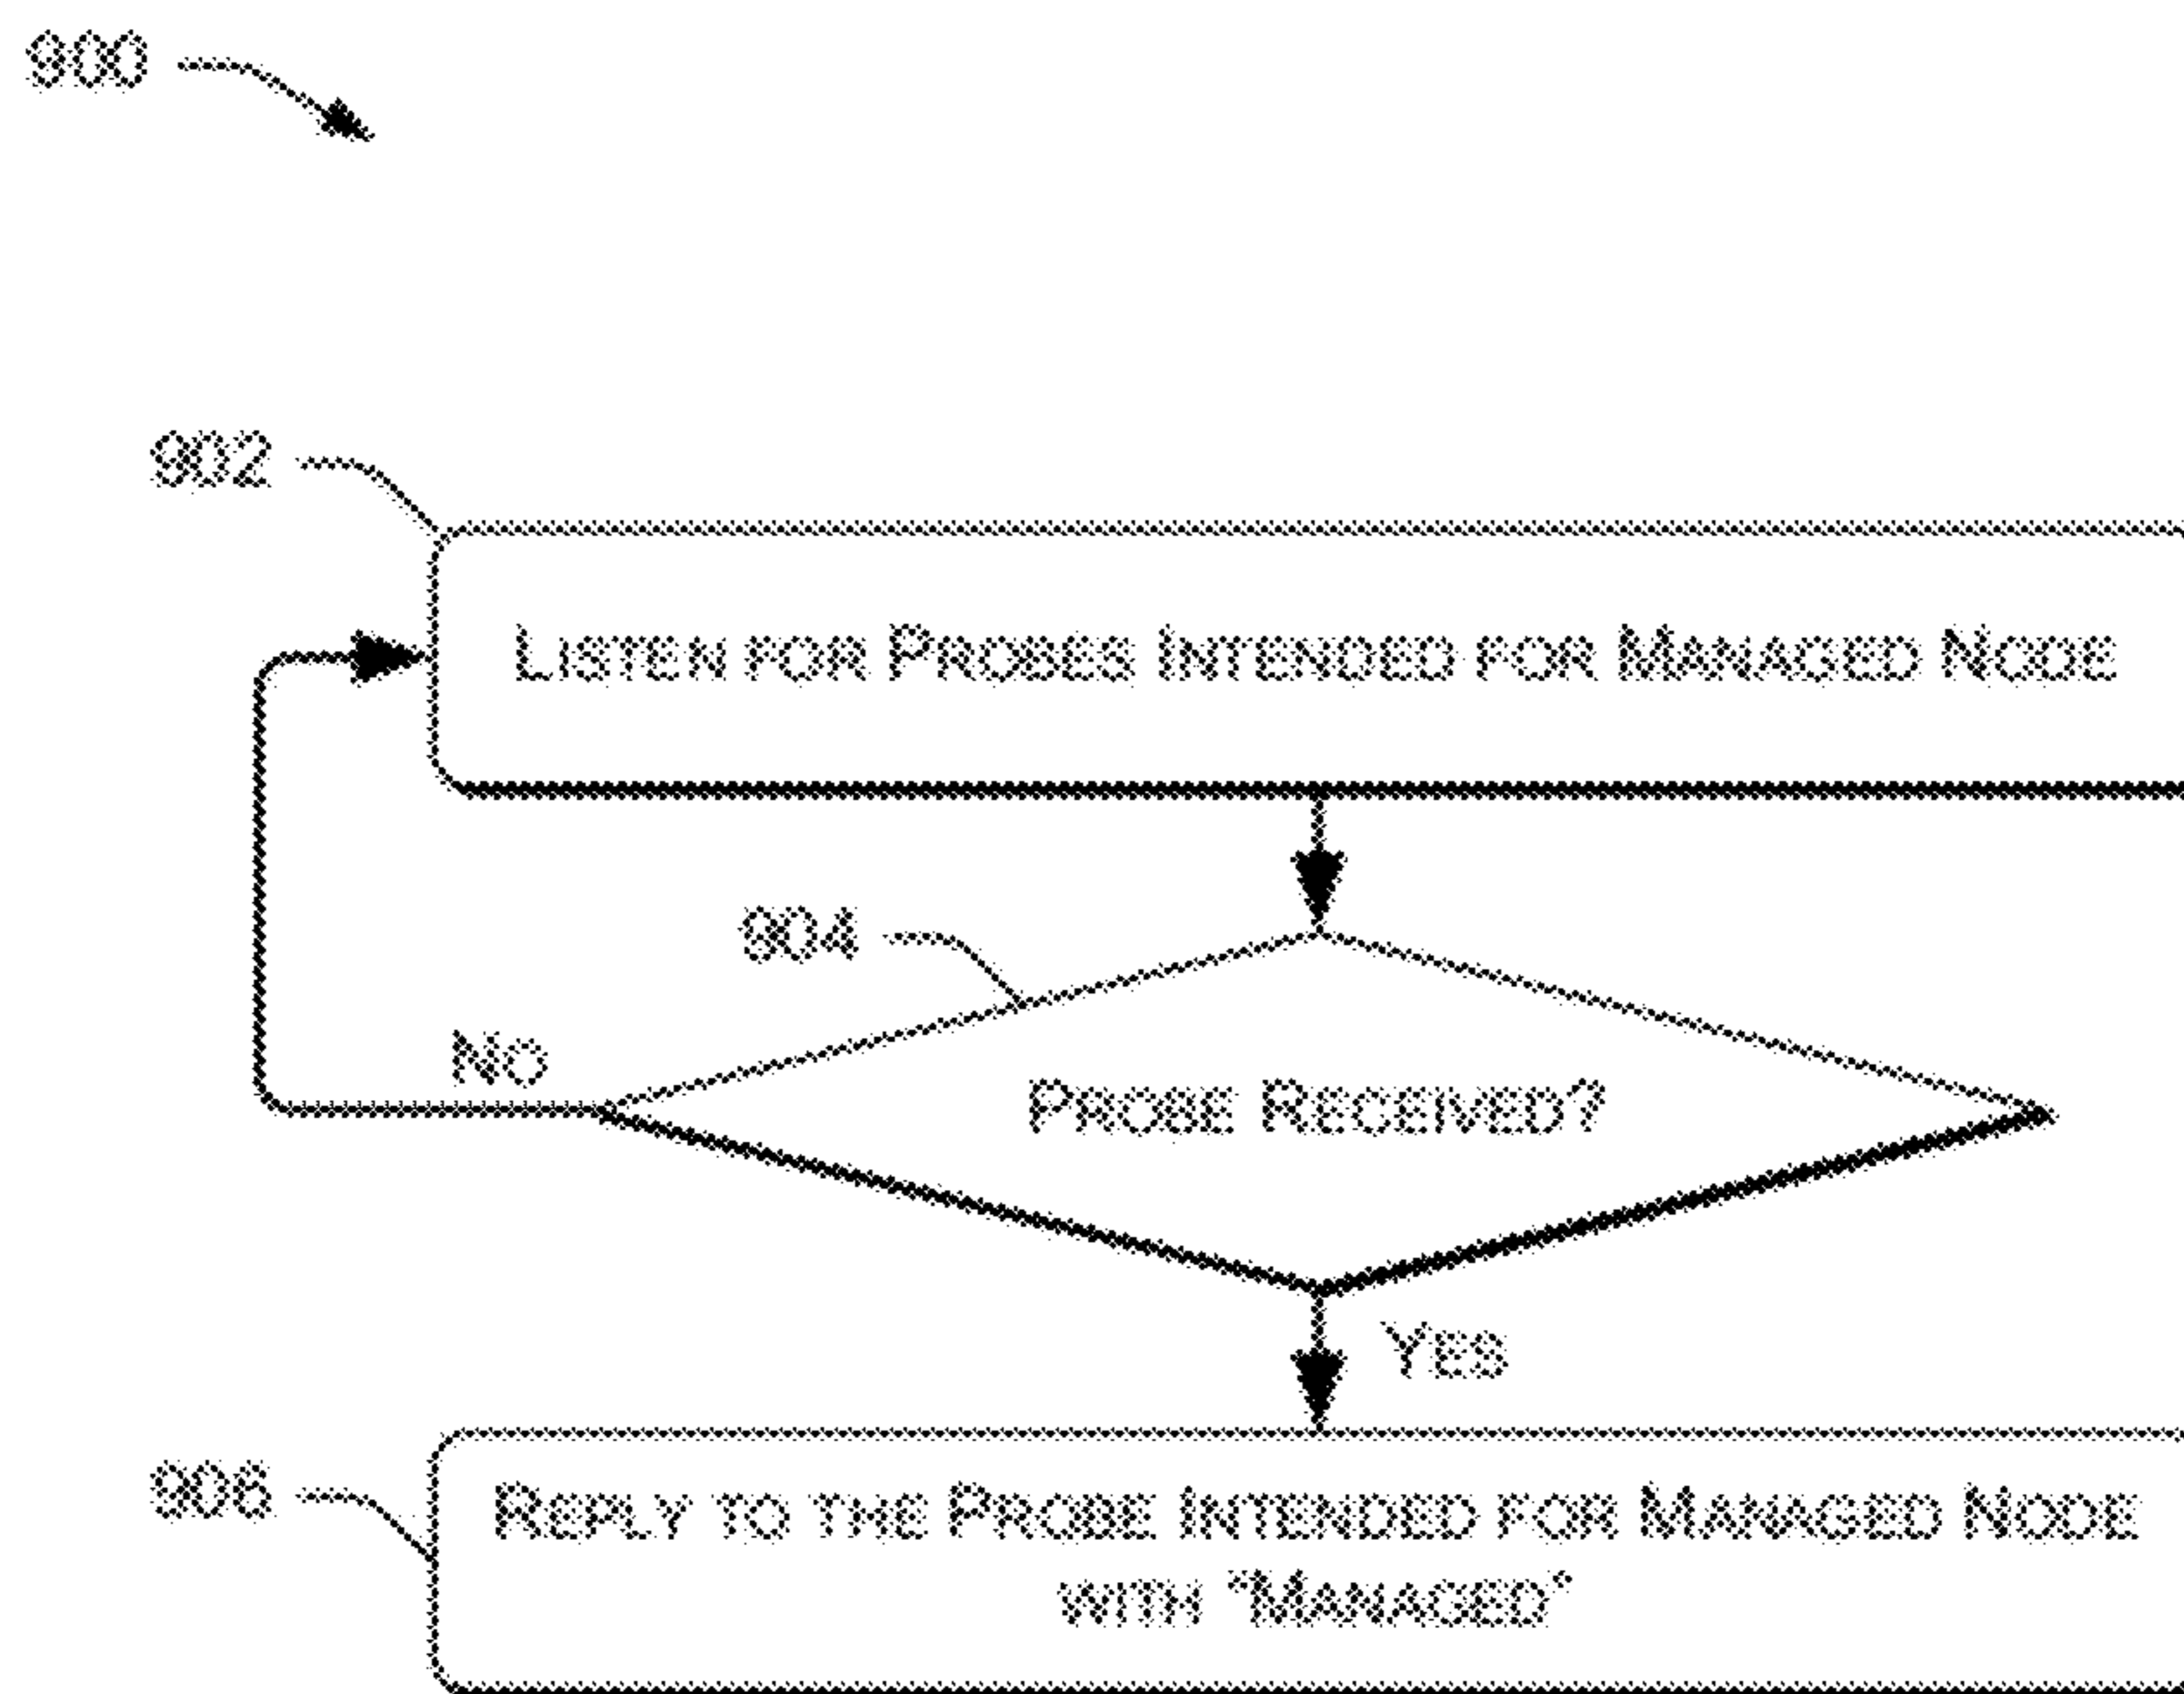 900
902
LISTEN FOR PROBES INTENDED FOR MANAGED NODE
904
NO
PROBE RECEIVED?
YES
906
REPLY TO THE PROBE INTENDED FOR MANAGED NODE
WITH "MANAGED"